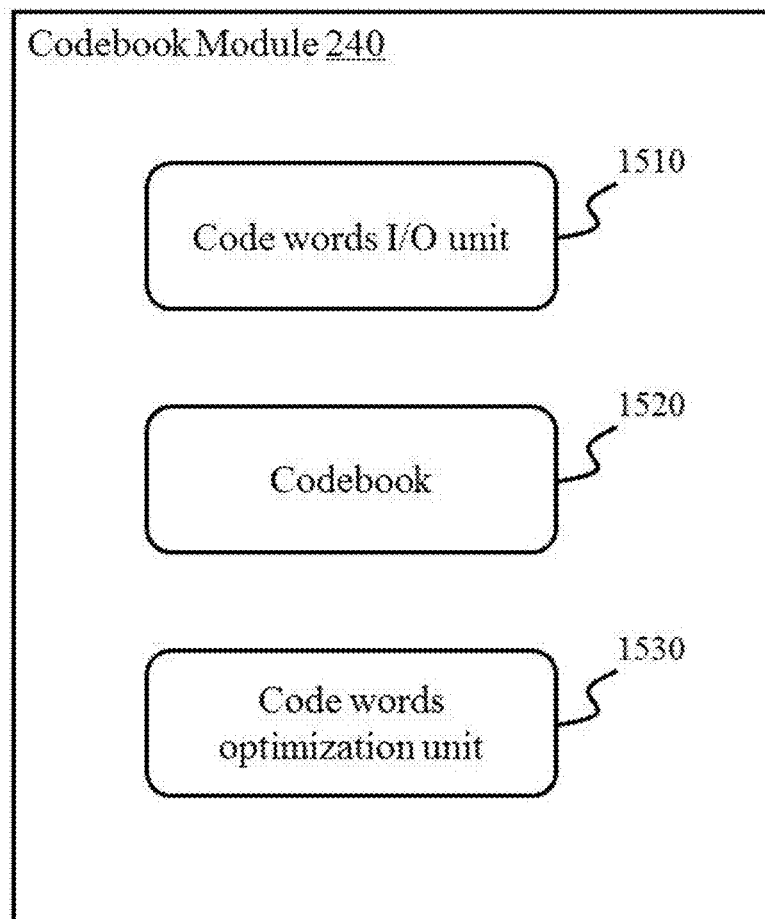 Codebook Module 240
1510
Code words I/O unit
1520
Codebook
1530
Code words
optimization unit